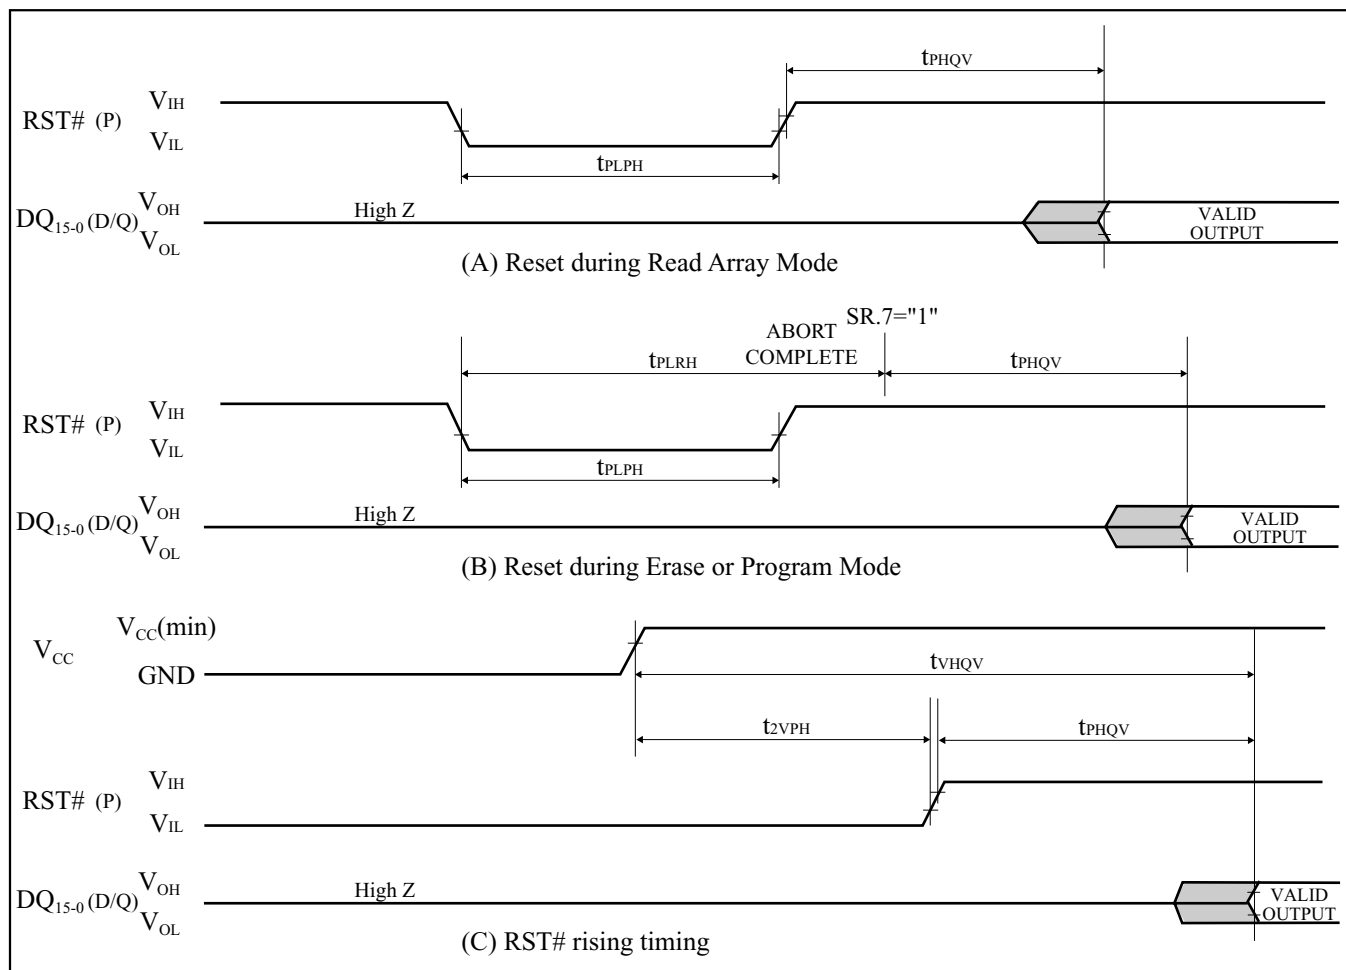 tPHQV
VIH
RST# (P)
VIL
tPLPH
VOH
High Z
DQ15-0 (D/Q)
VALID
OUTPUT
VOL
(A) Reset during Read Array Mode
SR.7="1"
ABORT
COMPLETE
tPLRH
tPHQV
VIH
RST# (P)
VIL
tPLPH
VOH
High Z
DQ15-0 (D/Q)
VALID
OUTPUT
VOL
(B) Reset during Erase or Program Mode
VCC(min)
VCC
GND
tVHQV
t2VPH
tPHQV
VIH
RST# (P)
VIL
VOH
High Z
DQ15-0 (D/Q)
VALID
OUTPUT
VOL
(C) RST# rising timing